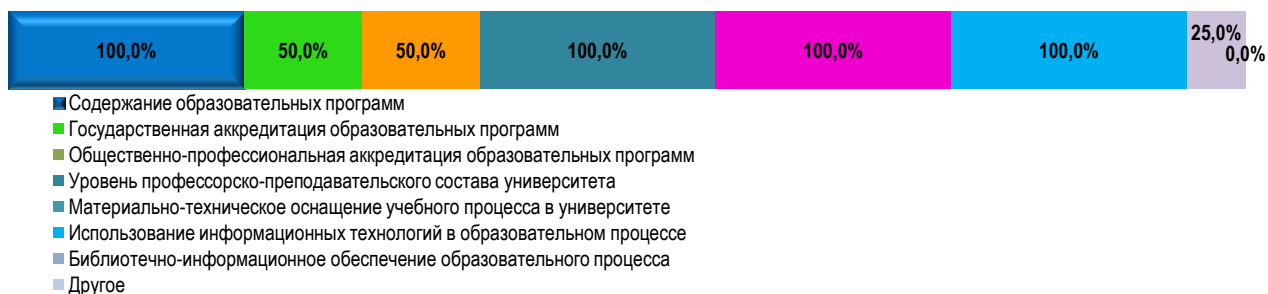 100,0% 50,0% 50,0% 100,0% 100,0% 100,0% 25,0%
0,0%
Содержание образовательных программ
Государственная аккредитация образовательных программ
Общественно-профессиональная аккредитация образовательных программ
Уровень профессорско-преподавательского состава университета
Материально-техническое оснащение учебного процесса в университете
Использование информационных технологий в образовательном процессе
Библиотечно-информационное обеспечение образовательного процесса
Другое